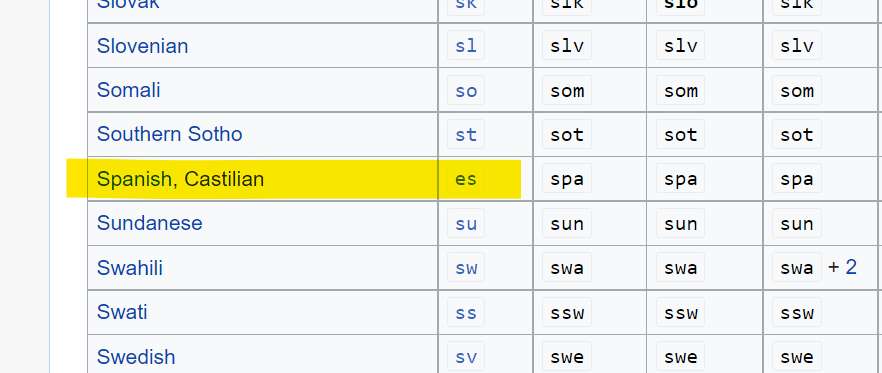 Slovak sk slk slo slk
Slovenian sl slv slv slv
Somali so som som som
Southern Sotho st sot sot sot
Spanish, Castilian es spa spa spa
Sundanese su sun sun sun
Swahili sw swa swa swa + 2
Swati ss ssw ssw ssw
Swedish sv swe swe swe